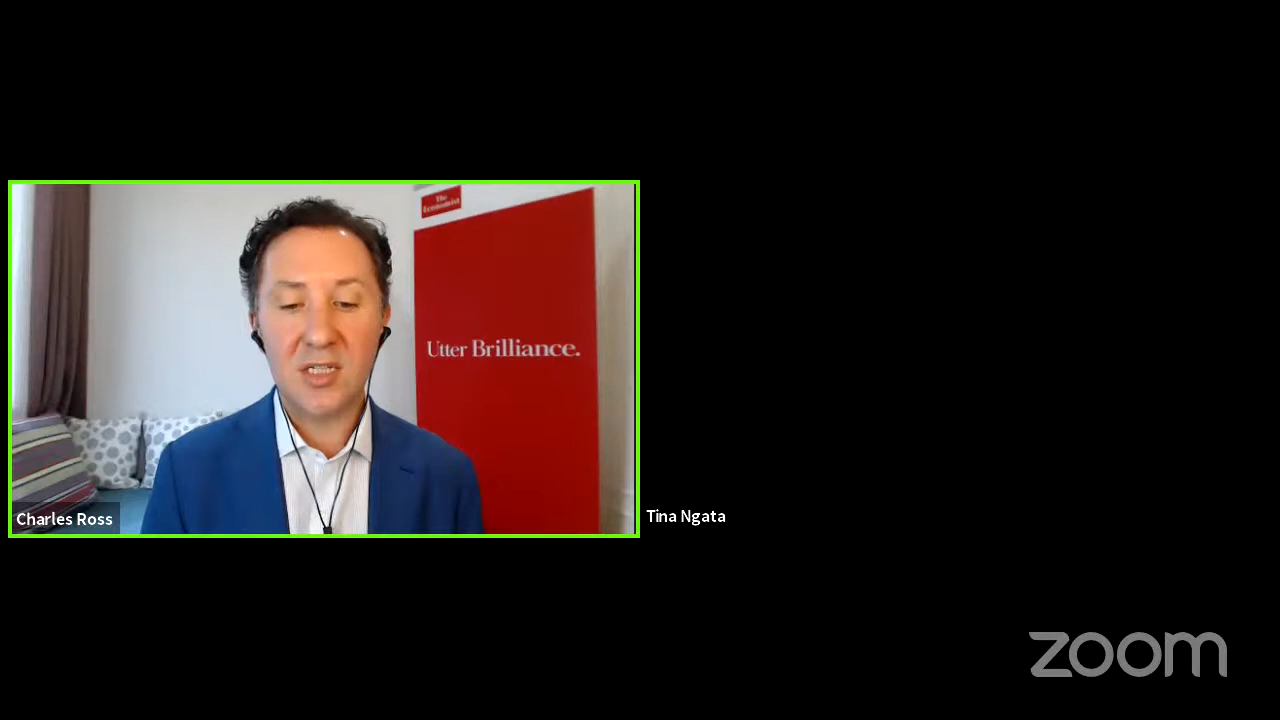 The
Economist
Utter Brilliance.
Charles Ross
Tina Ngata
zoom